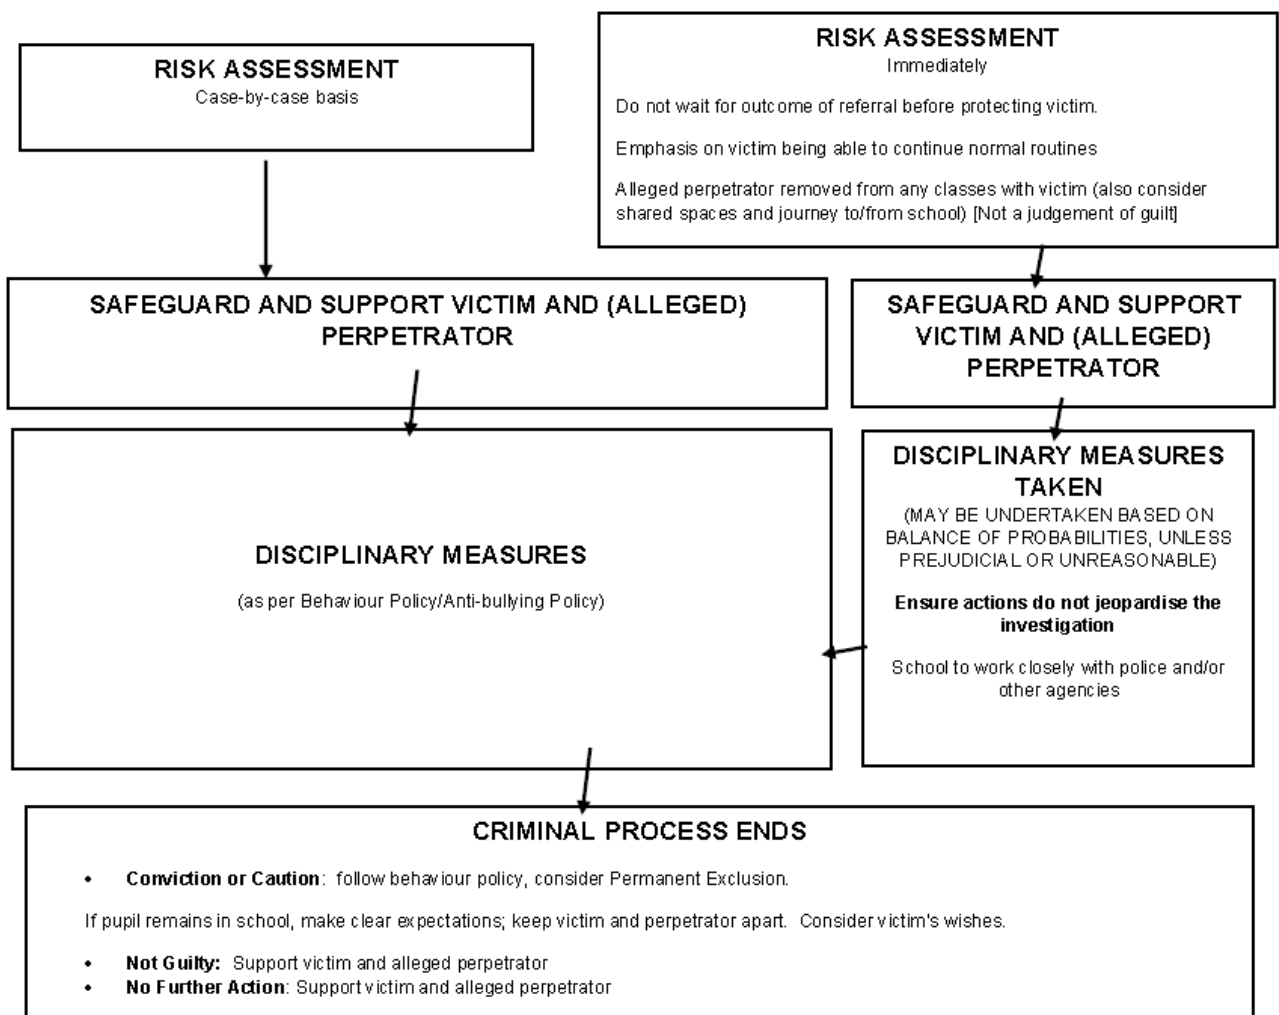 RISK ASSESSMENT
Case-by-case basis
RISK ASSESSMENT
Immediately
Do not wait for outcome of referral before protecting victim.
Emphasis on victim being able to continue normal routines
Alleged perpetrator removed from any classes with victim (also consider
shared spaces and journey to/from school) [Not a judgement of guilt]
SAFEGUARD AND SUPPORT VICTIM AND (ALLEGED)
PERPETRATOR
SAFEGUARD AND SUPPORT
VICTIM AND (ALLEGED)
PERPETRATOR
DISCIPLINARY MEASURES
(as per Behaviour Policy/Anti-bullying Policy)
DISCIPLINARY MEASURES
TAKEN
(MAY BE UNDERTAKEN BASED ON
BALANCE OF PROBABILITIES, UNLESS
PREJUDICIAL OR UNREASONABLE)
Ensure actions do not jeopardise the
investigation
School to work closely with police and/or
other agencies
CRIMINAL PROCESS ENDS
• Conviction or Caution: follow behaviour policy, consider Permanent Exclusion.
If pupil remains in school, make clear expectations; keep victim and perpetrator apart. Consider victim's wishes.
• Not Guilty: Support victim and alleged perpetrator
• No Further Action: Support victim and alleged perpetrator